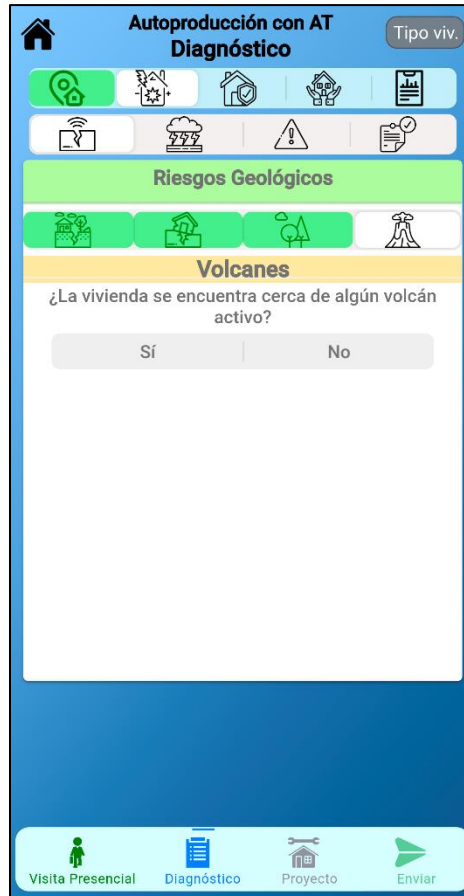 Autoproducción con AT
Diagnóstico
Tipo viv.
Riesgos Geológicos
Volcanes
¿La vivienda se encuentra cerca de algún volcán
activo?
Sí
No
Visita Presencial
Diagnóstico
Proyecto
Enviar